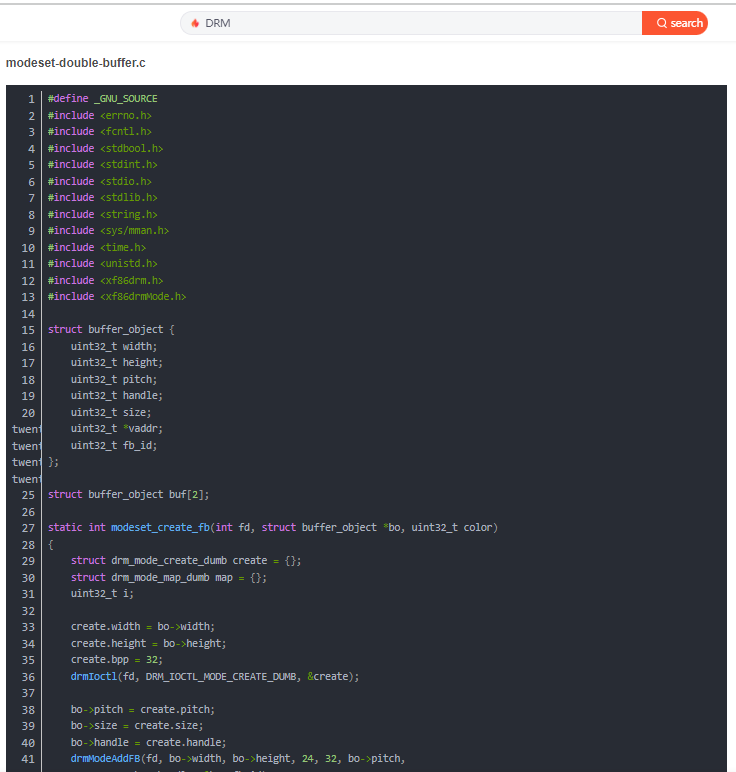 DRM
search
modeset-double-buffer.c
1 #define _GNU_SOURCE
2 #include <errno.h>
3 #include <fcntl.h>
4 #include <stdbool.h>
5 #include <stdint.h>
6 #include <stdio.h>
7 #include <stdlib.h>
8 #include <string.h>
9 #include <sys/mman.h>
10 #include <time.h>
11 #include <unistd.h>
12 #include <xf86drm.h>
13 #include <xf86drmMode.h>
14
15 struct buffer_object {
16 uint32_t width;
17 uint32_t height;
18 uint32_t pitch;
19 uint32_t handle;
20 uint32_t size;
twent uint32_t *vaddr;
twent uint32_t fb_id;
twent };
twent
25 struct buffer_object buf[2];
26
27 static int modeset_create_fb(int fd, struct buffer_object *bo, uint32_t color)
28 {
29 struct drm_mode_create_dumb create = {};
30 struct drm_mode_map_dumb map = {};
31 uint32_t i;
32
33 create.width = bo->width;
34 create.height = bo->height;
35 create.bpp = 32;
36 drmIoctl(fd, DRM_IOCTL_MODE_CREATE_DUMB, &create);
37
38 bo->pitch = create.pitch;
39 bo->size = create.size;
40 bo->handle = create.handle;
41 drmModeAddFB(fd, bo->width, bo->height, 24, 32, bo->pitch,